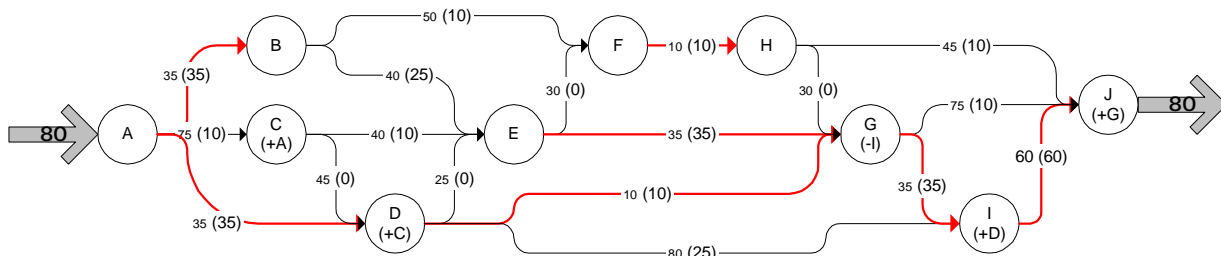 50 (10)
B
F
10 (10)
H
45 (10)
35 (35)
40 (25)
30 (0)
30 (0)
75 (10)
J
(+G)
80
80
A
75 (10)
C
(+A)
40 (10)
E
35 (35)
G
(-I)
60 (60)
45 (0)
25 (0)
10 (10)
35 (35)
35 (35)
D
(+C)
I
(+D)
80 (25)